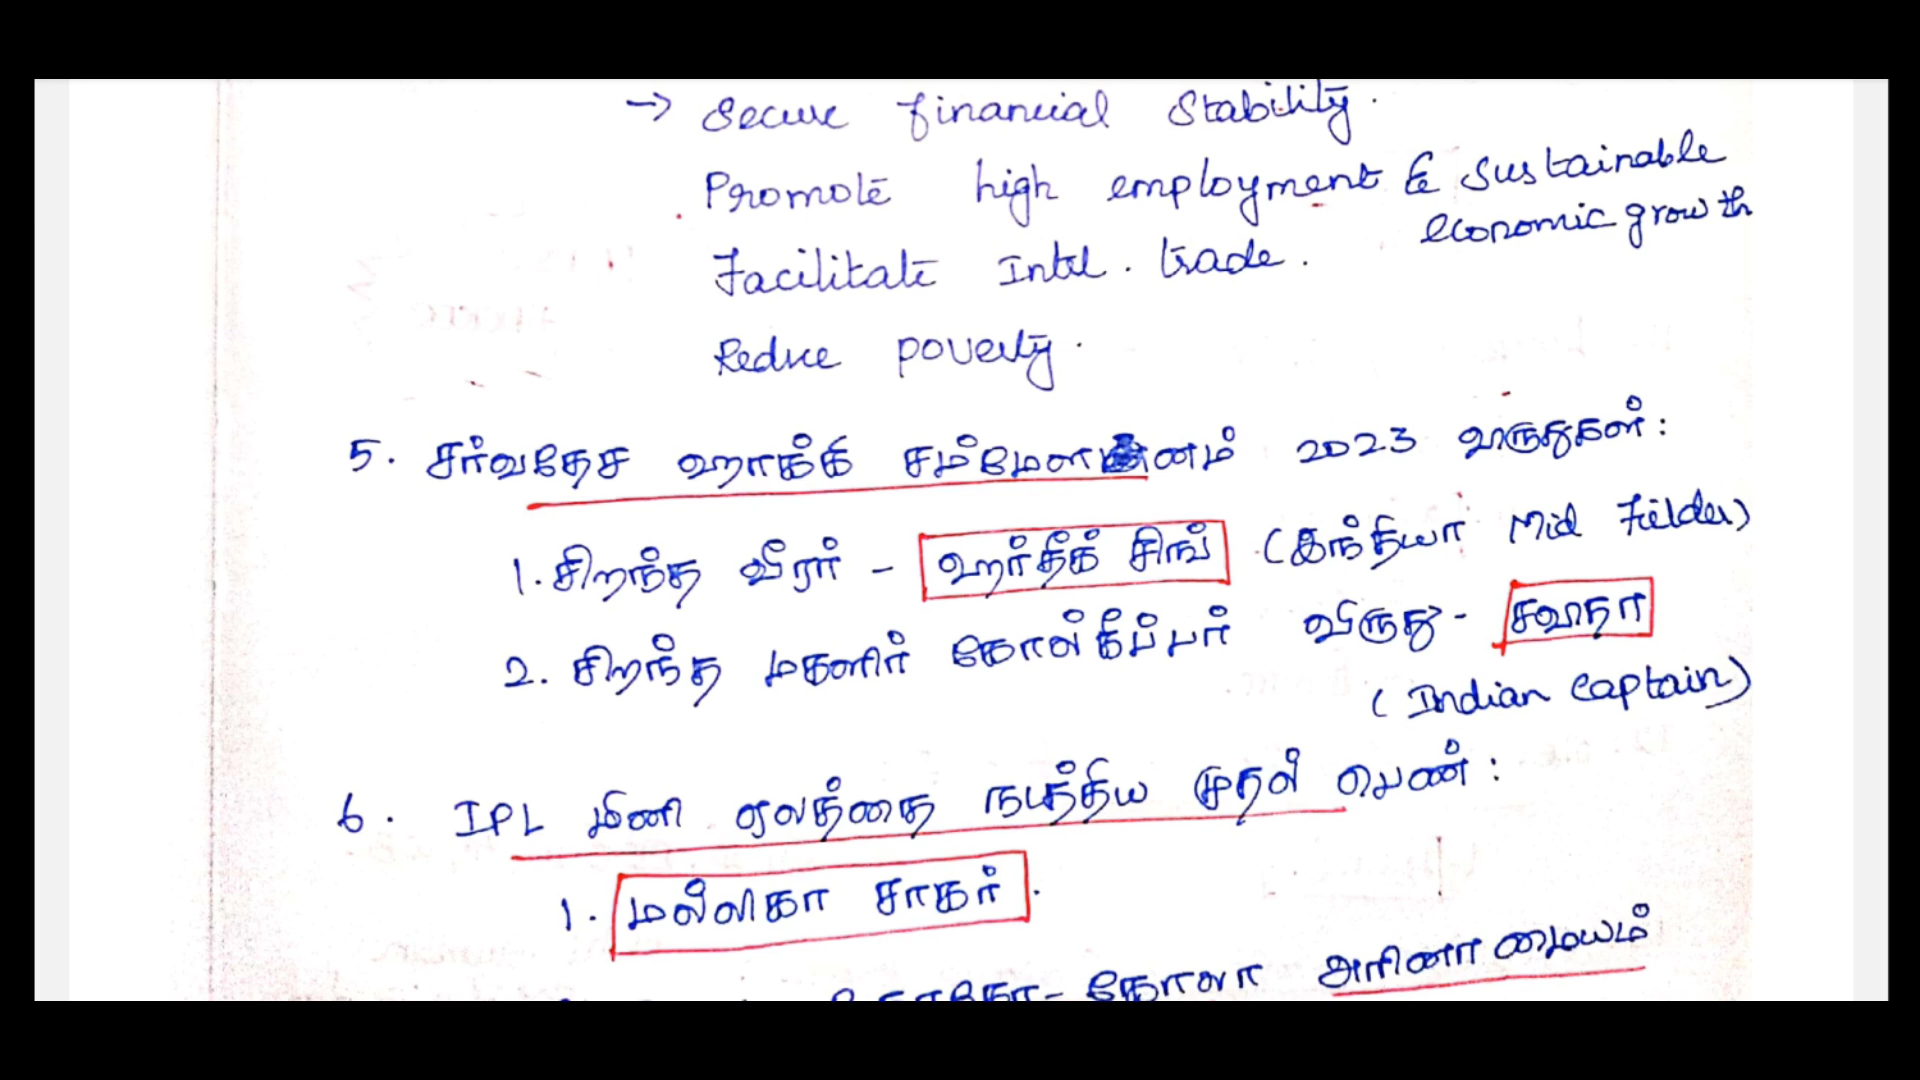 → Secure financial Stability.
Promote high employment & Sustainable
economic growth
Facilitate Intl. trade.
Reduce poverty.
5. சர்வதேச ஹாக்கி சம்மேளனம் 2023 விருதுகள்:
1. சிறந்த வீரர் - ஹர்தீக் சிங் (இந்தியா Mid Fielder)
2. சிறந்த மகளிர் கோல்கீப்பர் விருது - சவிதா
(Indian Captain)
6. IPL மினி ஏலத்தை நடத்திய முதல் பெண்:
1. மல்லிகா சாகர்.
கோலா அரினா மையம்